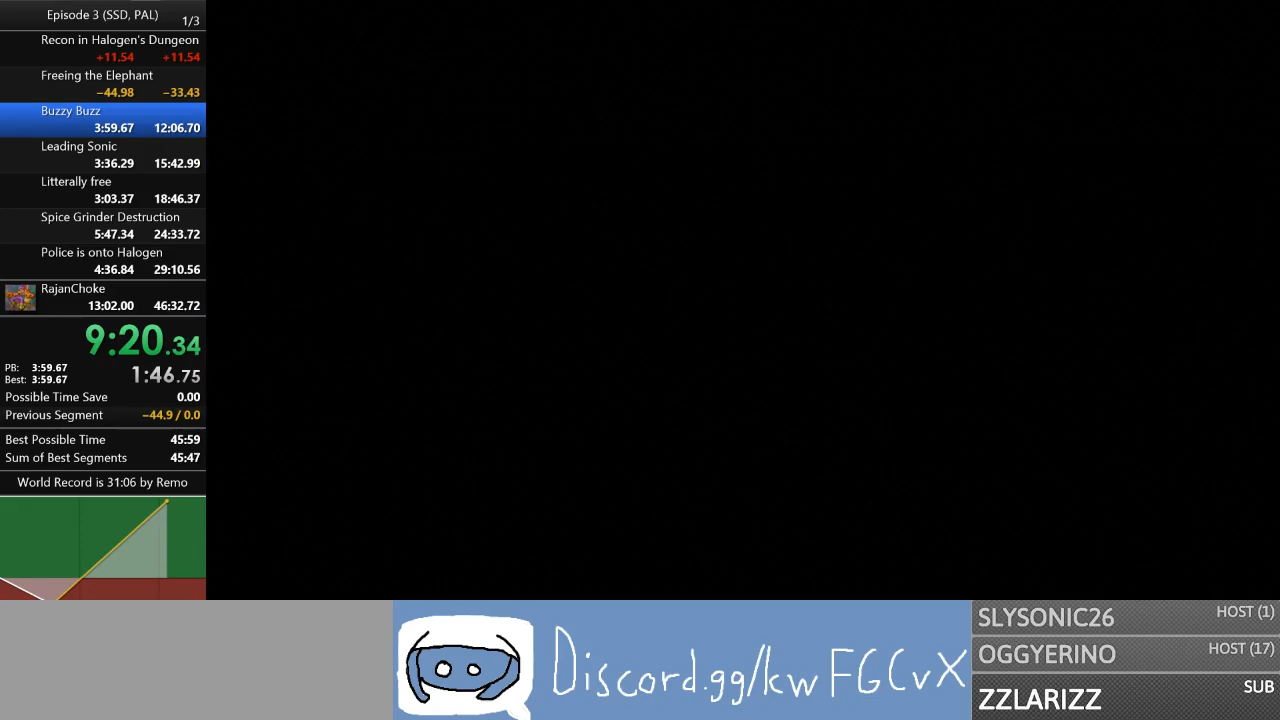 Episode 3 (SSD, PAL)
1/3
Recon in Halogen's Dungeon
+11.54 +11.54
Freeing the Elephant
−44.98 −33.43
Buzzy Buzz
3:59.67 12:06.70
Leading Sonic
3:36.29 15:42.99
Litterally free
3:03.37 18:46.37
Spice Grinder Destruction
5:47.34 24:33.72
Police is onto Halogen
4:36.84 29:10.56
RajanChoke
13:02.00 46:32.72
9:20.34
PB: 3:59.67
Best: 3:59.67
1:46.75
Possible Time Save 0.00
Previous Segment −44.9 / 0.0
Best Possible Time 45:59
Sum of Best Segments 45:47
World Record is 31:06 by Remo
Discord.gg/kwFGCvX
SLYSONIC26 HOST (1)
OGGYERINO HOST (17)
ZZLARIZZ SUB